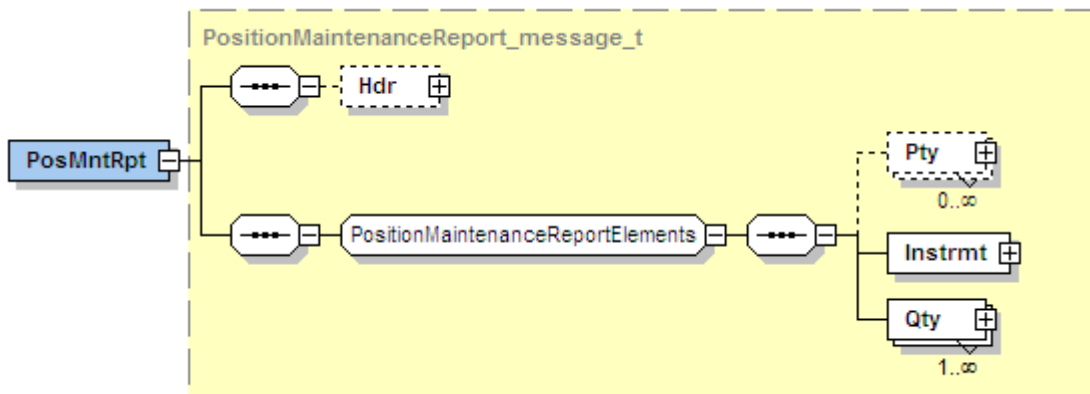 PositionMaintenanceReport_message_t
Hdr
PosMntRpt
Pty
0..∞
PositionMaintenanceReportElements
Instrmt
Qty
1..∞